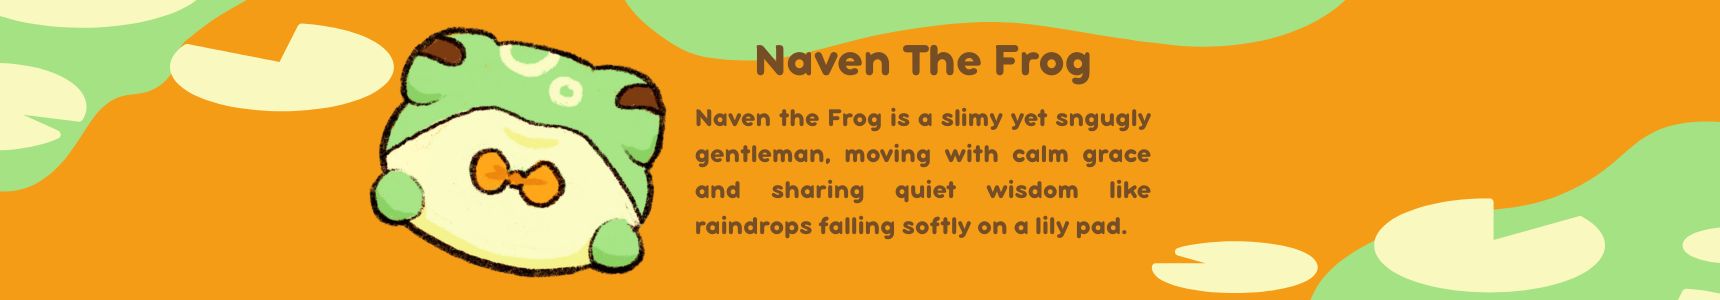 Naven The Frog
Naven the Frog is a slimy yet sngugly
gentleman, moving with calm grace
and sharing quiet wisdom like
raindrops falling softly on a lily pad.